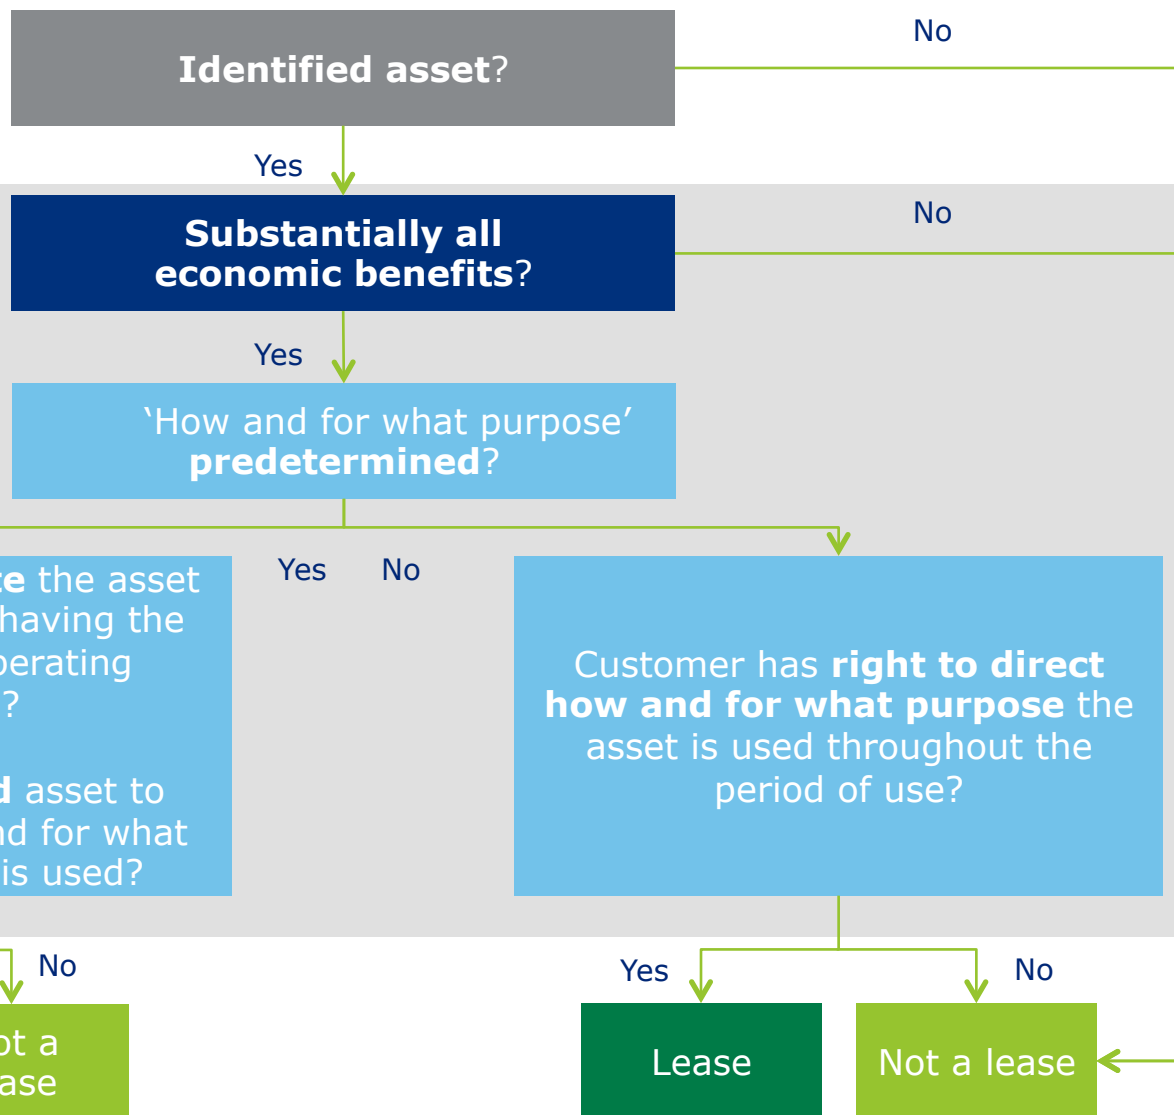 Identified asset?
No
Yes
Substantially all
economic benefits?
No
Yes
‘How and for what purpose’
predetermined?
Yes
No
the asset
having the
?
asset to
for what
is used?
Customer has right to direct
how and for what purpose the
asset is used throughout the
period of use?
No
Yes
No
a
Lease
Not a lease